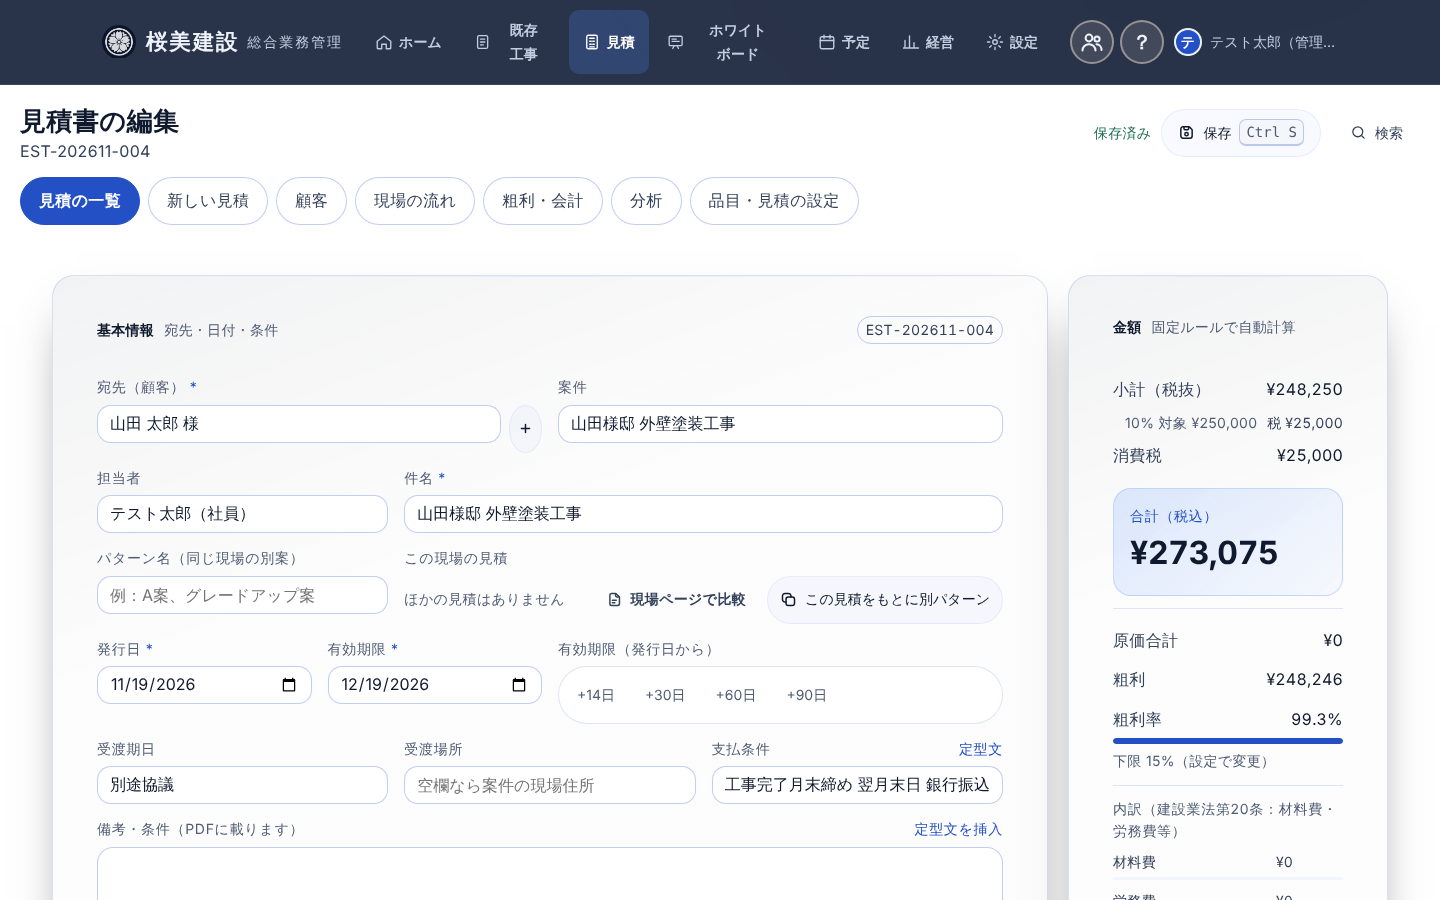 桜美建設 総合業務管理
ホーム
既存
工事
見積
ホワイト
ボード
予定
経営
設定
?
テ
テスト太郎（管理...
見積書の編集
EST-202611-004
保存済み
保存 Ctrl S
検索
見積の一覧
新しい見積
顧客
現場の流れ
粗利・会計
分析
品目・見積の設定
基本情報 宛先・日付・条件
EST-202611-004
宛先（顧客） *
山田 太郎 様
+
案件
山田様邸 外壁塗装工事
担当者
テスト太郎（社員）
件名 *
山田様邸 外壁塗装工事
パターン名（同じ現場の別案）
例：A案、グレードアップ案
この現場の見積
ほかの見積はありません
現場ページで比較
この見積をもとに別パターン
発行日 *
11/19/2026
有効期限 *
12/19/2026
有効期限（発行日から）
+14日 +30日 +60日 +90日
受渡期日
別途協議
受渡場所
空欄なら案件の現場住所
支払条件 定型文
工事完了月末締め 翌月末日 銀行振込
備考・条件（PDFに載ります） 定型文を挿入
金額 固定ルールで自動計算
小計（税抜） ¥248,250
10% 対象 ¥250,000 税 ¥25,000
消費税 ¥25,000
合計（税込）
¥273,075
原価合計 ¥0
粗利 ¥248,246
粗利率 99.3%
下限 15%（設定で変更）
内訳（建設業法第20条：材料費・
労務費等）
材料費 ¥0
労務費 ¥0